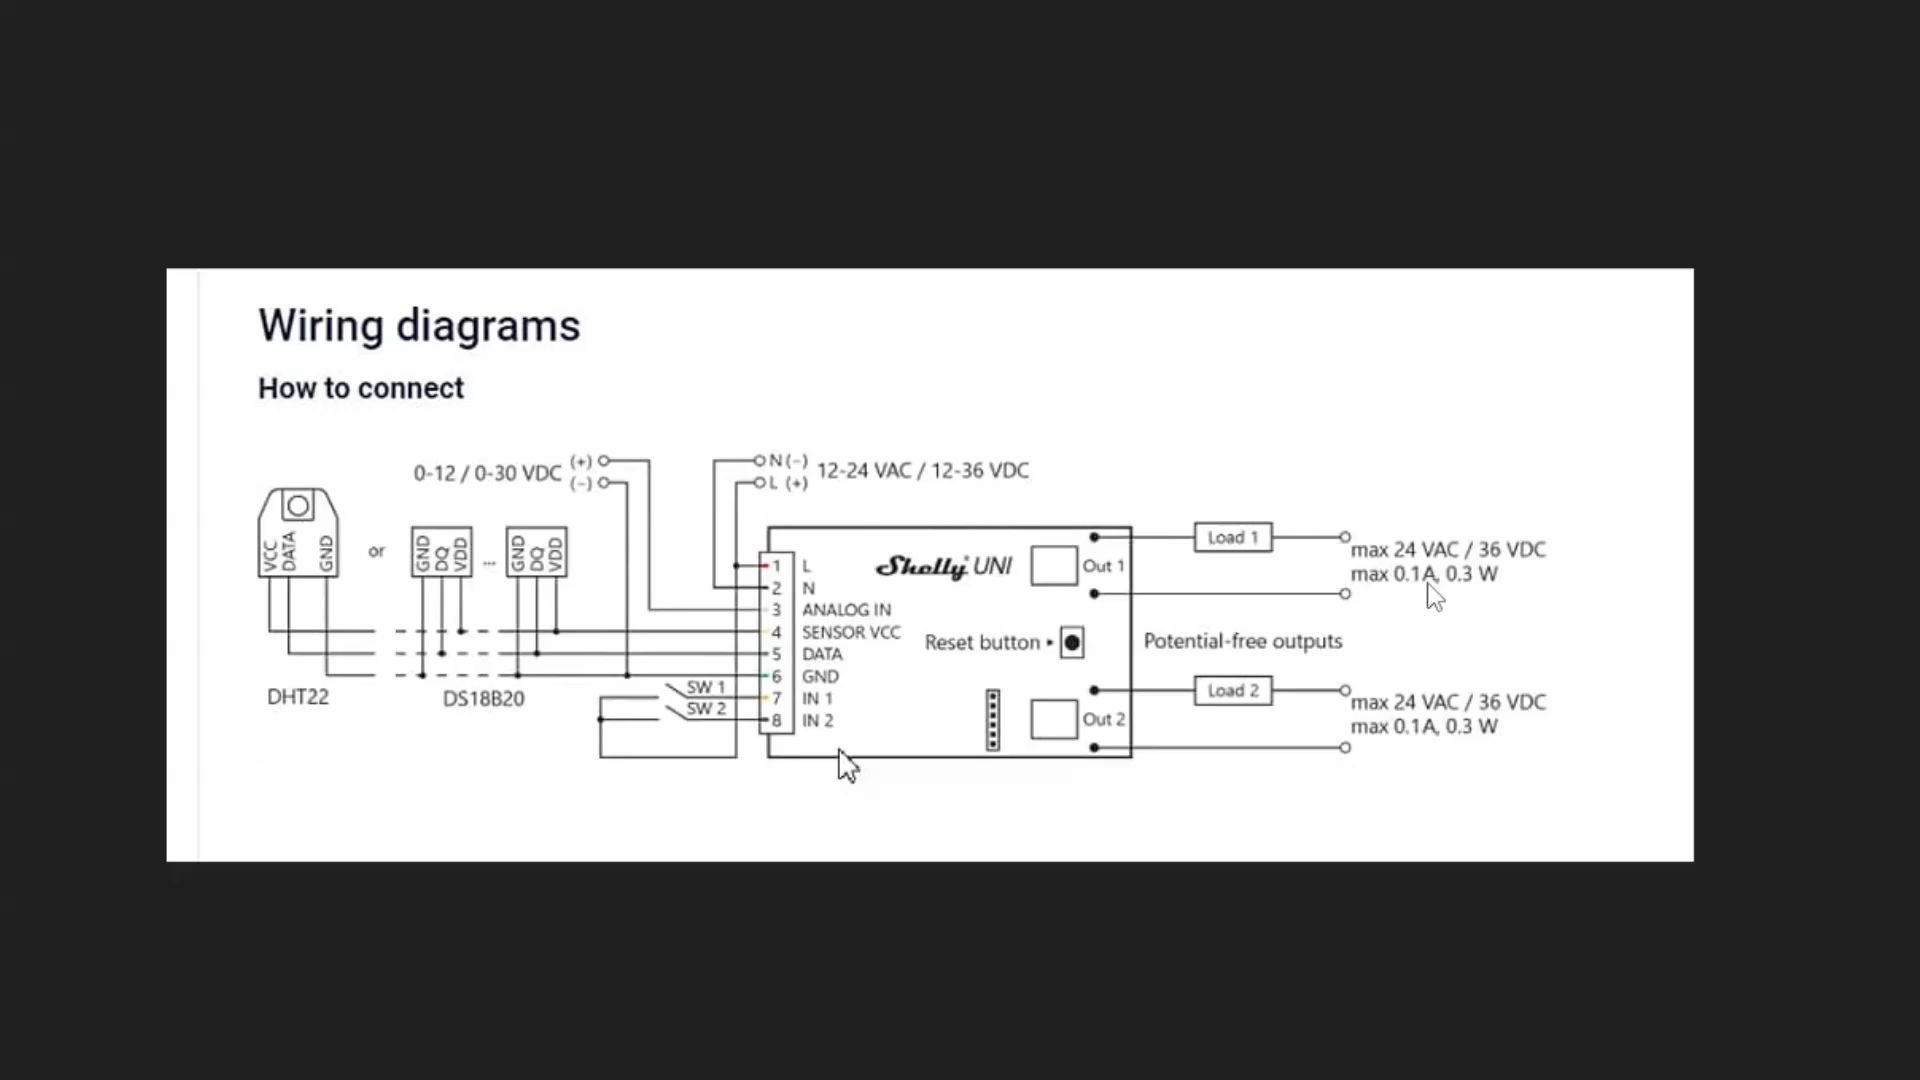 Wiring diagrams
How to connect
0-12 / 0-30 VDC (+) (−)
N (−) L (+) 12-24 VAC / 12-36 VDC
VCC DATA GND
or
GND DQ VDD
...
GND DQ VDD
DHT22
DS18B20
SW 1
SW 2
1 L
2 N
3 ANALOG IN
4 SENSOR VCC
5 DATA
6 GND
7 IN 1
8 IN 2
Shelly® UNI
Reset button
Out 1
Out 2
Load 1
max 24 VAC / 36 VDC
max 0.1A, 0.3 W
Potential-free outputs
Load 2
max 24 VAC / 36 VDC
max 0.1A, 0.3 W